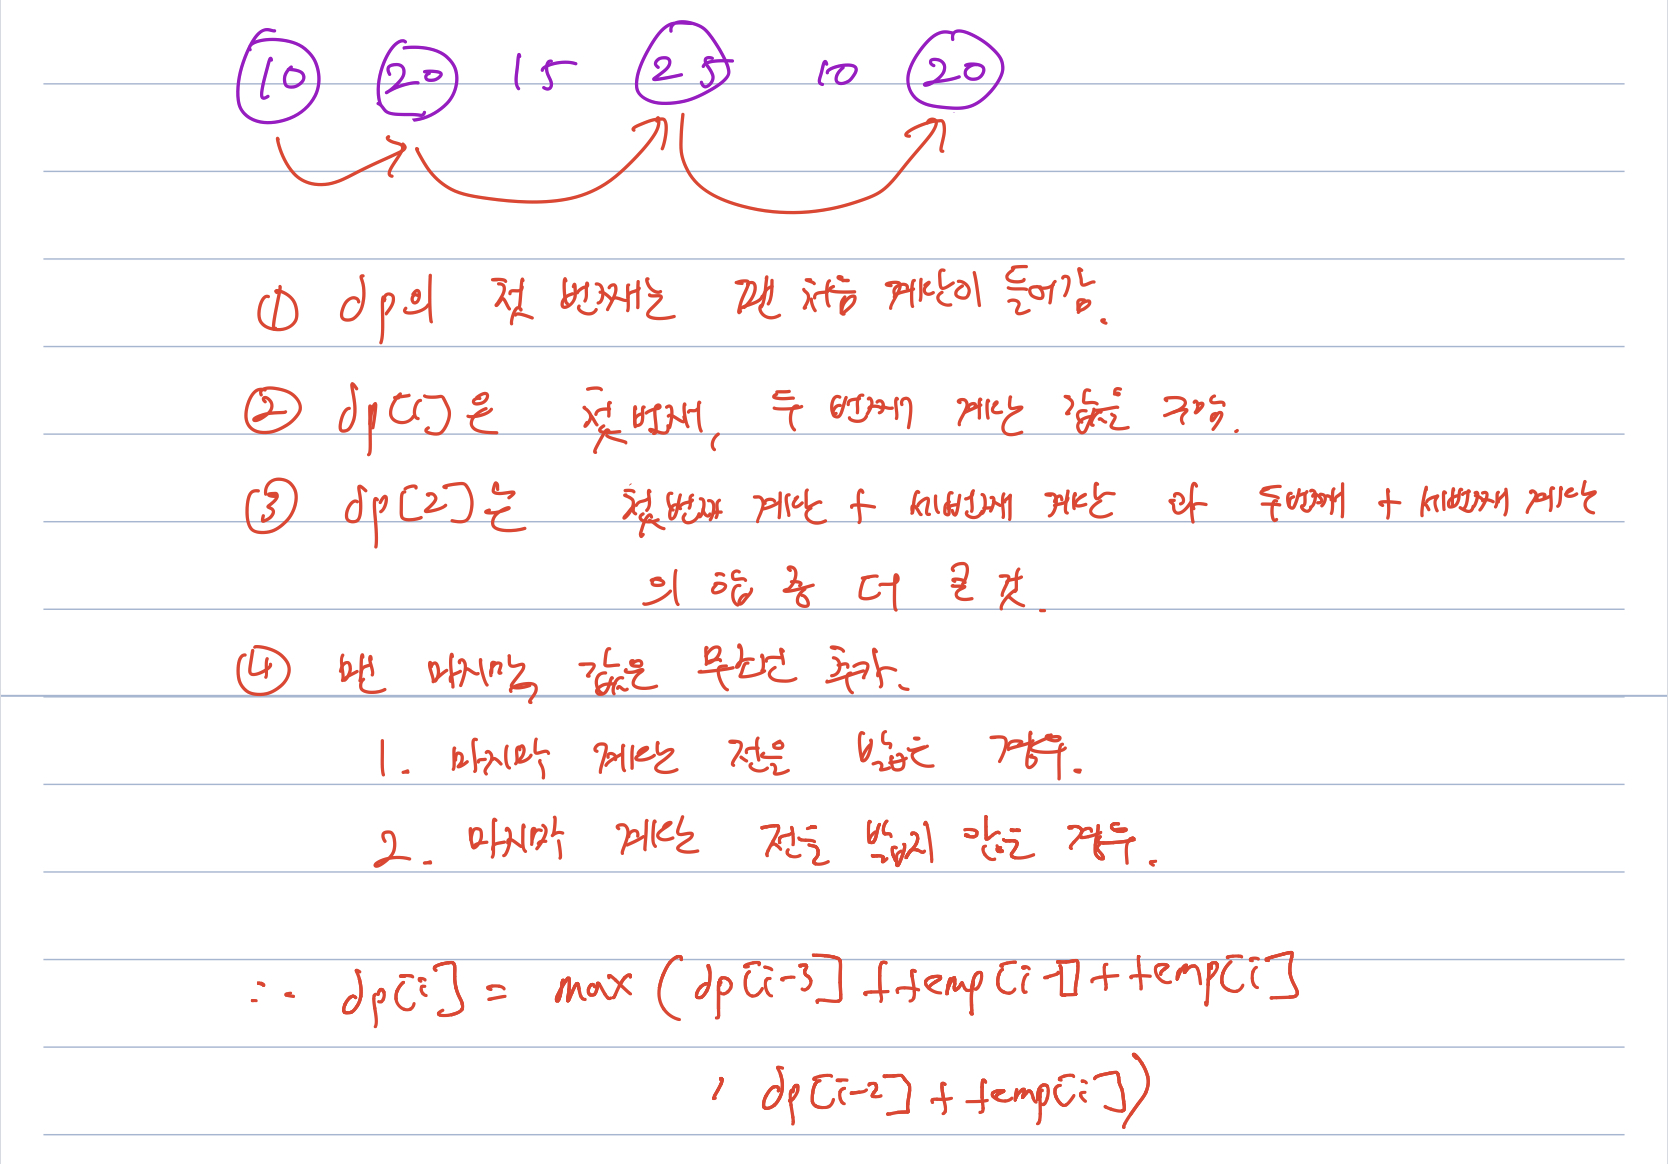 10 20 15 25 10 20
① dp의 첫 번째는 맨 처음 계단이 들어감.
② dp[1]은 첫번째, 두 번째 계단 값을 구함.
③ dp[2]는 첫번째 계단 + 세번째 계단 와 두번째 + 세번째 계단
의 합 중 더 큰 것.
④ 맨 마지막 값은 무조건 추가.
1. 마지막 계단 전을 밟은 경우.
2. 마지막 계단 전을 밟지 않은 경우.
∴ dp[i] = max (dp[i-3] + temp[i-1] + temp[i]
, dp[i-2] + temp[i])